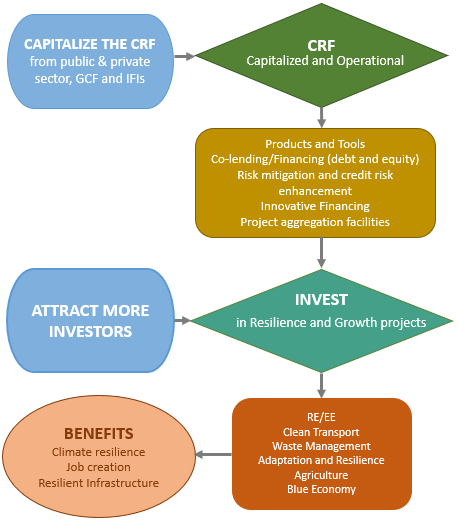 CAPITALIZE THE CRF
from public & private
sector, GCF and IFIs
CRF
Capitalized and Operational
Products and Tools
Co-lending/Financing (debt and equity)
Risk mitigation and credit risk
enhancement
Innovative Financing
Project aggregation facilities
ATTRACT MORE
INVESTORS
INVEST
in Resilience and Growth projects
RE/EE
Clean Transport
Waste Management
Adaptation and Resilience
Agriculture
Blue Economy
BENEFITS
Climate resilience
Job creation
Resilient Infrastructure